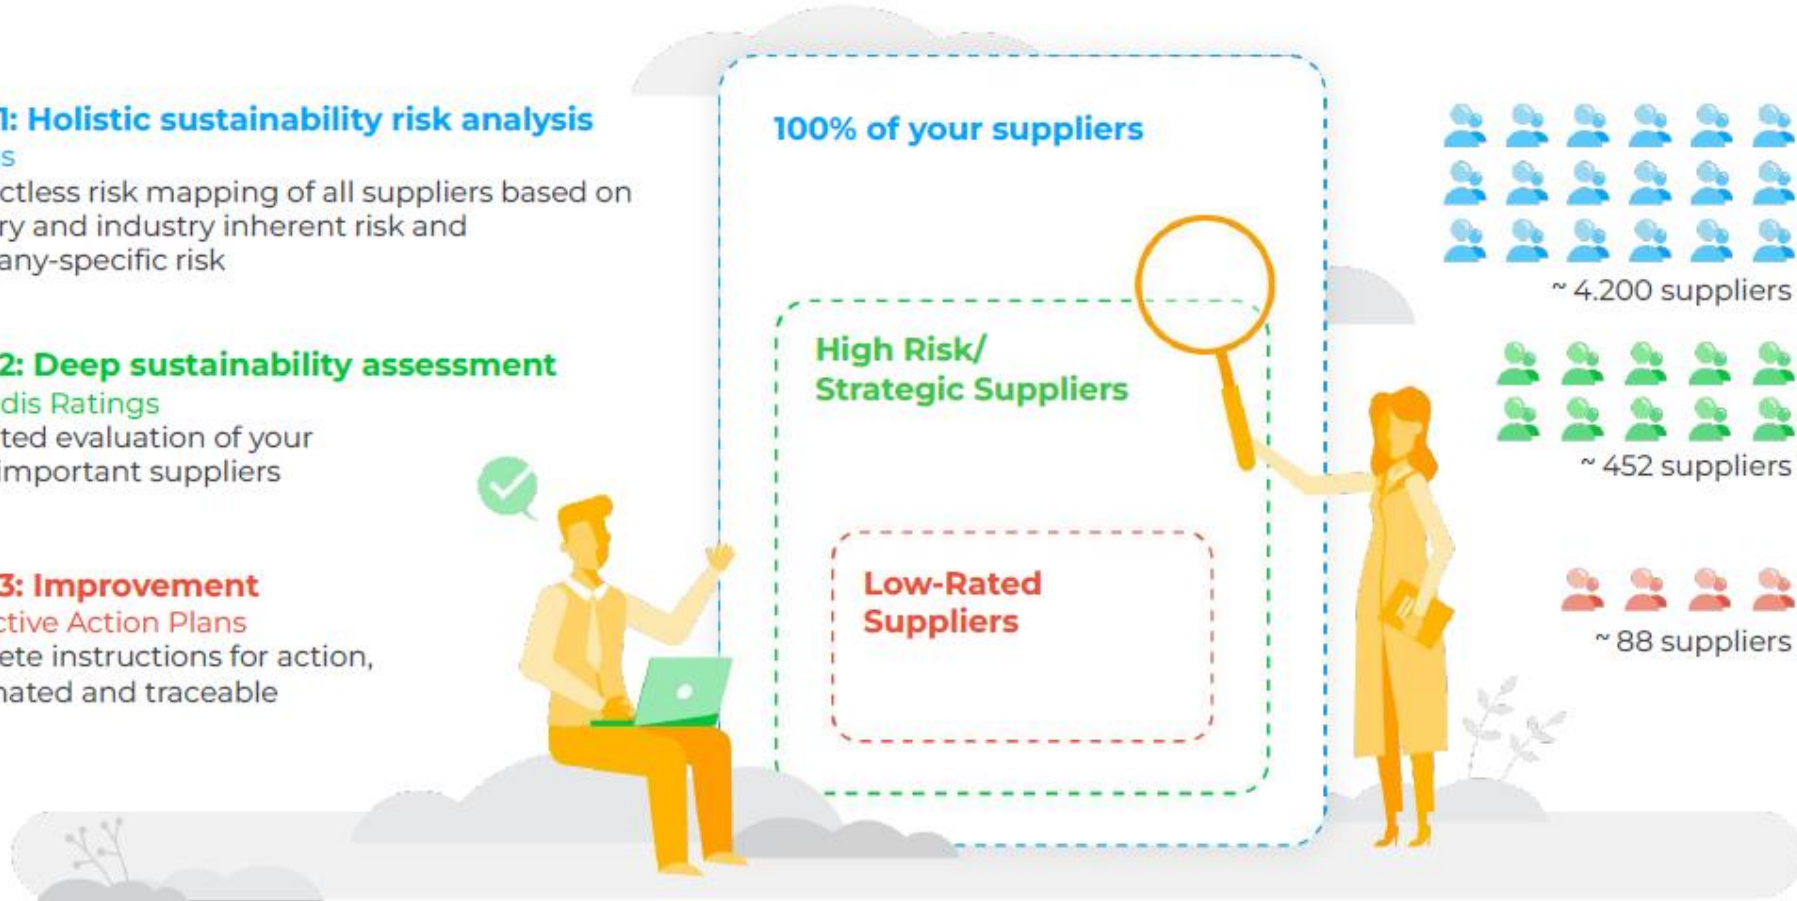 1: Holistic sustainability risk analysis
s
ctless risk mapping of all suppliers based on
ry and industry inherent risk and
any-specific risk
2: Deep sustainability assessment
dis Ratings
ted evaluation of your
important suppliers
3: Improvement
ctive Action Plans
ete instructions for action,
nated and traceable
100% of your suppliers
High Risk/
Strategic Suppliers
Low-Rated
Suppliers
~ 4.200 suppliers
~ 452 suppliers
~ 88 suppliers